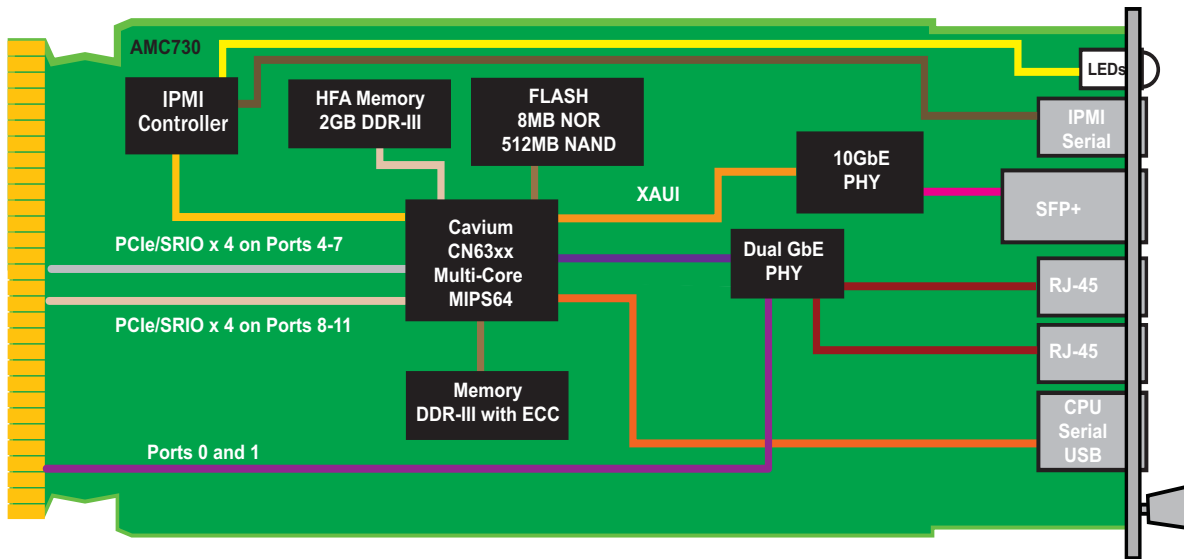 AMC730
LEDs
IPMI
Controller
HFA Memory
2GB DDR-III
FLASH
8MB NOR
512MB NAND
IPMI
Serial
10GbE
PHY
XAUI
SFP+
Cavium
CN63xx
Multi-Core
MIPS64
PCIe/SRIO x 4 on Ports 4-7
Dual GbE
PHY
RJ-45
PCIe/SRIO x 4 on Ports 8-11
RJ-45
Memory
DDR-III with ECC
CPU
Serial
USB
Ports 0 and 1